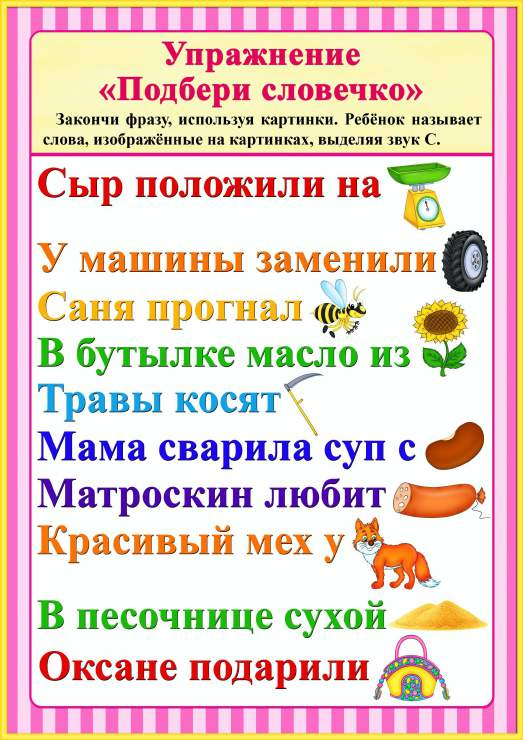 Упражнение
«Подбери словечко»
Закончи фразу, используя картинки. Ребёнок называет
слова, изображённые на картинках, выделяя звук С.
Сыр положили на
У машины заменили
Саня прогнал
В бутылке масло из
Травы косят
Мама сварила суп с
Матроскин любит
Красивый мех у
В песочнице сухой
Оксане подарили